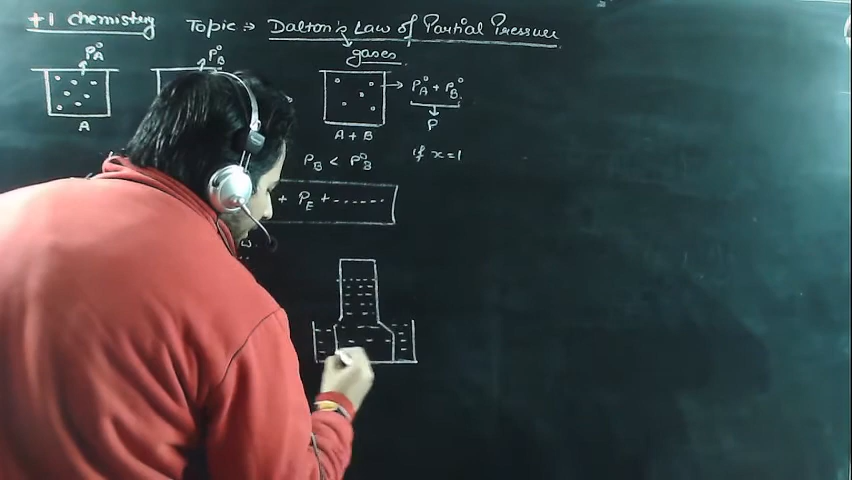 +1 chemistry Topic :→ Dalton's Law of Partial Pressure
gases
P°A P°B
P°A + P°B
P
A A + B
PB < P°B if x = 1
+ PE + ......
w.